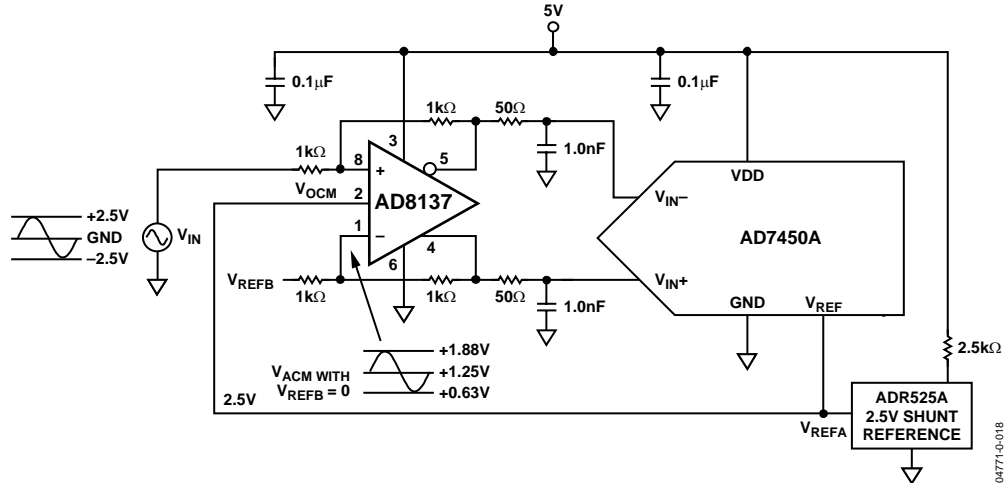 5V
0.1µF
0.1µF
1kΩ
50Ω
1.0nF
1kΩ
3
5
8
+
VOCM
2
AD8137
1
−
4
6
VDD
VIN−
AD7450A
VIN+
GND
VREF
+2.5V
GND
−2.5V
VIN
VREFB
1kΩ
1kΩ
50Ω
1.0nF
2.5kΩ
VACM WITH
VREFB = 0
+1.88V
+1.25V
+0.63V
2.5V
VREFA
ADR525A
2.5V SHUNT
REFERENCE
04771-0-018